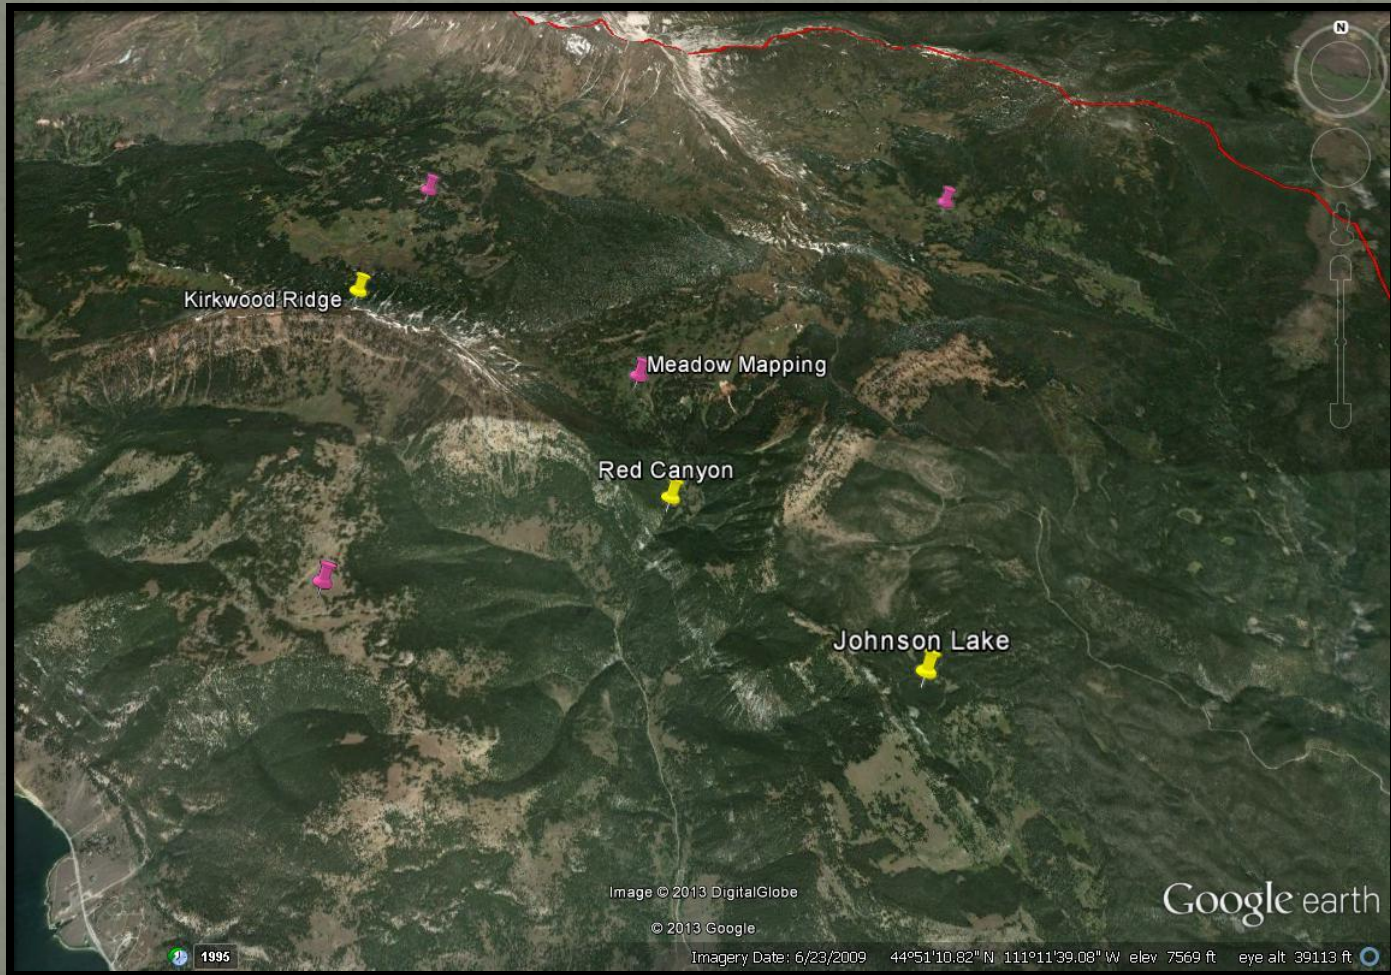 N
Kirkwood Ridge
Meadow Mapping
Red Canyon
Johnson Lake
Image © 2013 DigitalGlobe
© 2013 Google
Google earth
1995
Imagery Date: 6/23/2009 44°51'10.82" N 111°11'39.08" W elev 7569 ft eye alt 39113 ft